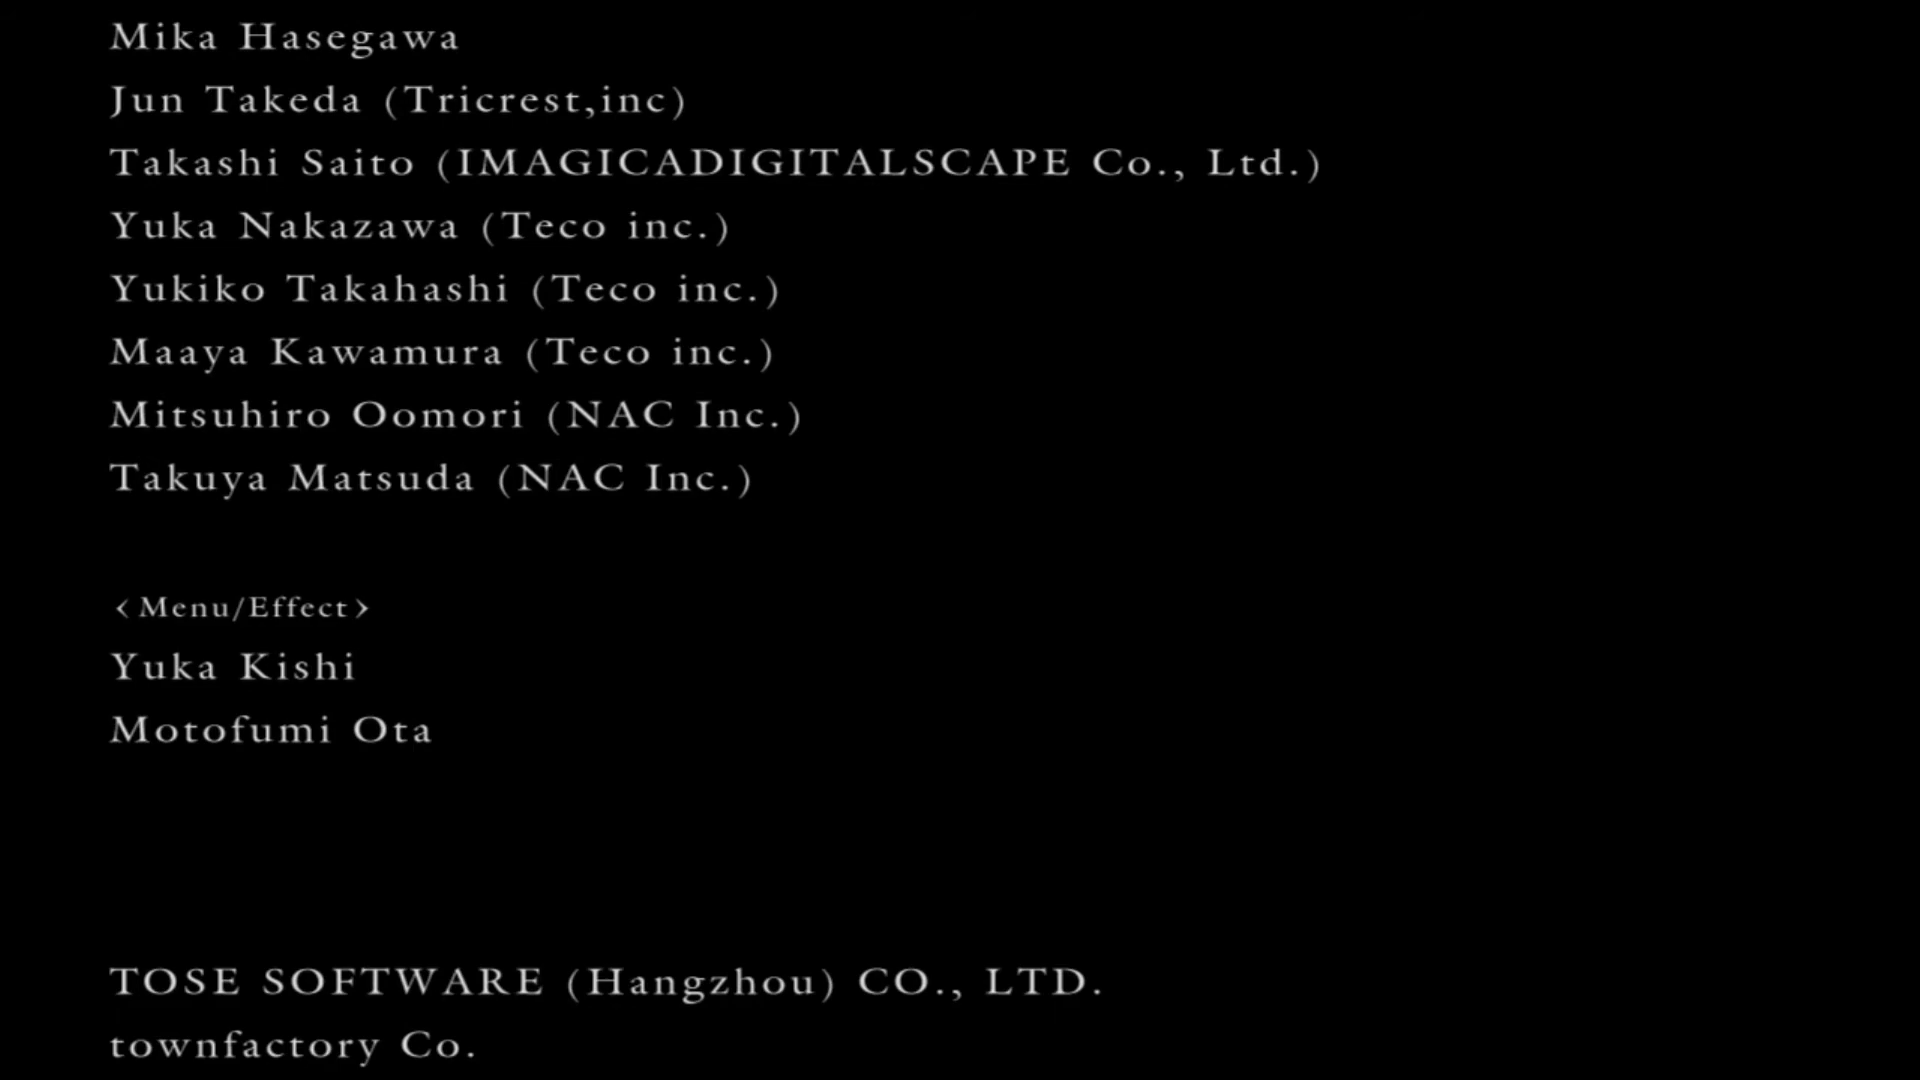 Mika Hasegawa
Jun Takeda (Tricrest,inc)
Takashi Saito (IMAGICADIGITALSCAPE Co., Ltd.)
Yuka Nakazawa (Teco inc.)
Yukiko Takahashi (Teco inc.)
Maaya Kawamura (Teco inc.)
Mitsuhiro Oomori (NAC Inc.)
Takuya Matsuda (NAC Inc.)
<Menu/Effect>
Yuka Kishi
Motofumi Ota
TOSE SOFTWARE (Hangzhou) CO., LTD.
townfactory Co.